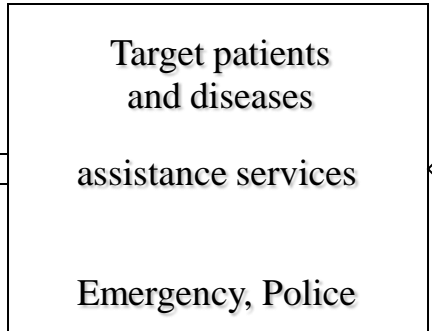 Target patients
and diseases
assistance services
Emergency, Police